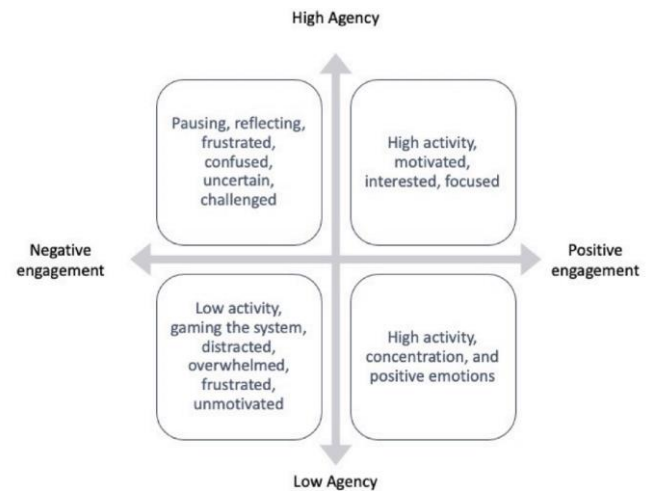 High Agency
Pausing, reflecting,
frustrated,
confused,
uncertain,
challenged
High activity,
motivated,
interested, focused
Negative
engagement
Positive
engagement
Low activity,
gaming the system,
distracted,
overwhelmed,
frustrated,
unmotivated
High activity,
concentration, and
positive emotions
Low Agency